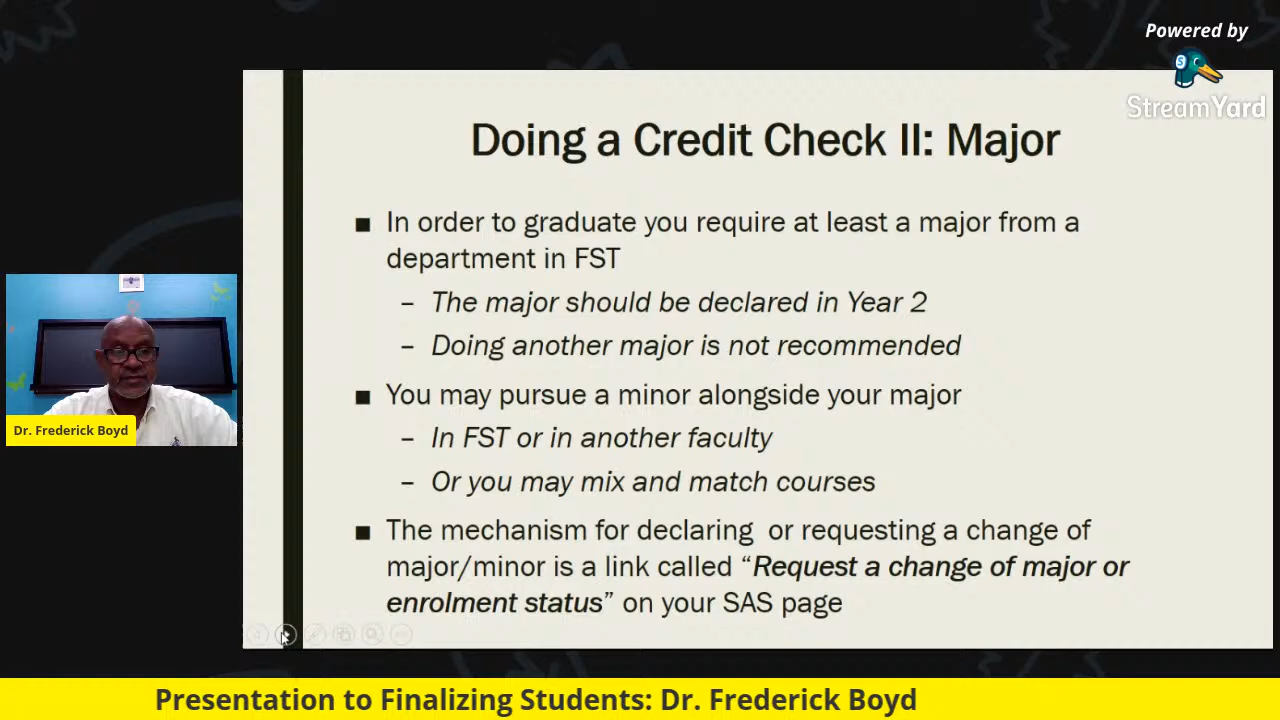 Powered by
StreamYard
Doing a Credit Check II: Major
■ In order to graduate you require at least a major from a
department in FST
– The major should be declared in Year 2
– Doing another major is not recommended
■ You may pursue a minor alongside your major
– In FST or in another faculty
– Or you may mix and match courses
■ The mechanism for declaring  or requesting a change of
major/minor is a link called “Request a change of major or
enrolment status” on your SAS page
Dr. Frederick Boyd
Presentation to Finalizing Students: Dr. Frederick Boyd